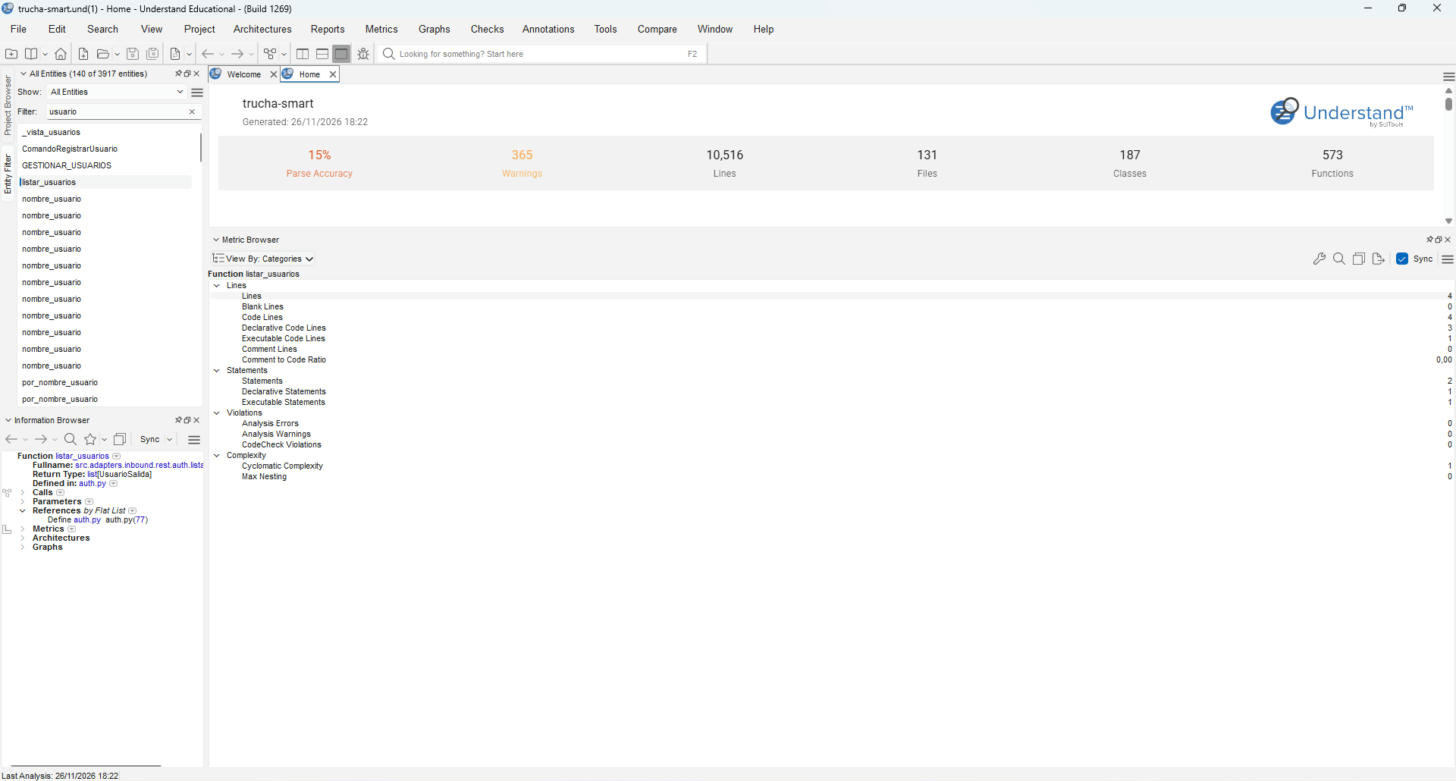 trucha-smart.und(1) - Home - Understand Educational - (Build 1269)
File Edit Search View Project Architectures Reports Metrics Graphs Checks Annotations Tools Compare Window Help
Looking for something? Start here F2
Project Browser
Entity Filter
All Entities (140 of 3917 entities)
Show: All Entities
Filter: usuario
_vista_usuarios
ComandoRegistrarUsuario
GESTIONAR_USUARIOS
listar_usuarios
nombre_usuario
nombre_usuario
nombre_usuario
nombre_usuario
nombre_usuario
nombre_usuario
nombre_usuario
nombre_usuario
nombre_usuario
nombre_usuario
nombre_usuario
por_nombre_usuario
por_nombre_usuario
Information Browser
Sync
Function listar_usuarios
Fullname: src.adapters.inbound.rest.auth.lista
Return Type: list[UsuarioSalida]
Defined in: auth.py
Calls
Parameters
References by Flat List
Define auth.py auth.py(77)
Metrics
Architectures
Graphs
Welcome Home
trucha-smart
Generated: 26/11/2026 18:22
Understand™
by SciTools
15% 365 10,516 131 187 573
Parse Accuracy Warnings Lines Files Classes Functions
Metric Browser
View By: Categories Sync
Function listar_usuarios
Lines
Lines 4
Blank Lines 0
Code Lines 4
Declarative Code Lines 3
Executable Code Lines 1
Comment Lines 0
Comment to Code Ratio 0,00
Statements
Statements 2
Declarative Statements 1
Executable Statements 1
Violations
Analysis Errors 0
Analysis Warnings 0
CodeCheck Violations 0
Complexity
Cyclomatic Complexity 1
Max Nesting 0
Last Analysis: 26/11/2026 18:22